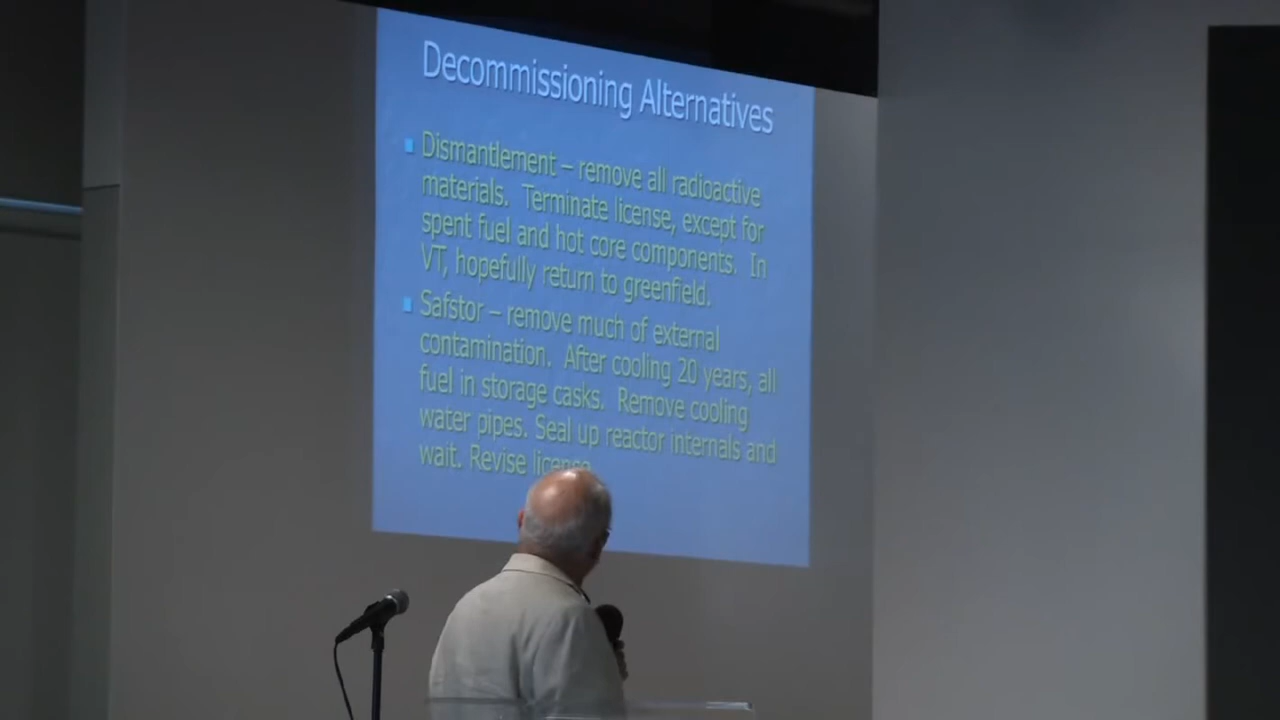 Decommissioning Alternatives
Dismantlement – remove all radioactive
materials. Terminate license, except for
spent fuel and hot core components. In
VT, hopefully return to greenfield.
Safstor – remove much of external
contamination. After cooling 20 years, all
fuel in storage casks. Remove cooling
water pipes. Seal up reactor internals and
wait. Revise license.